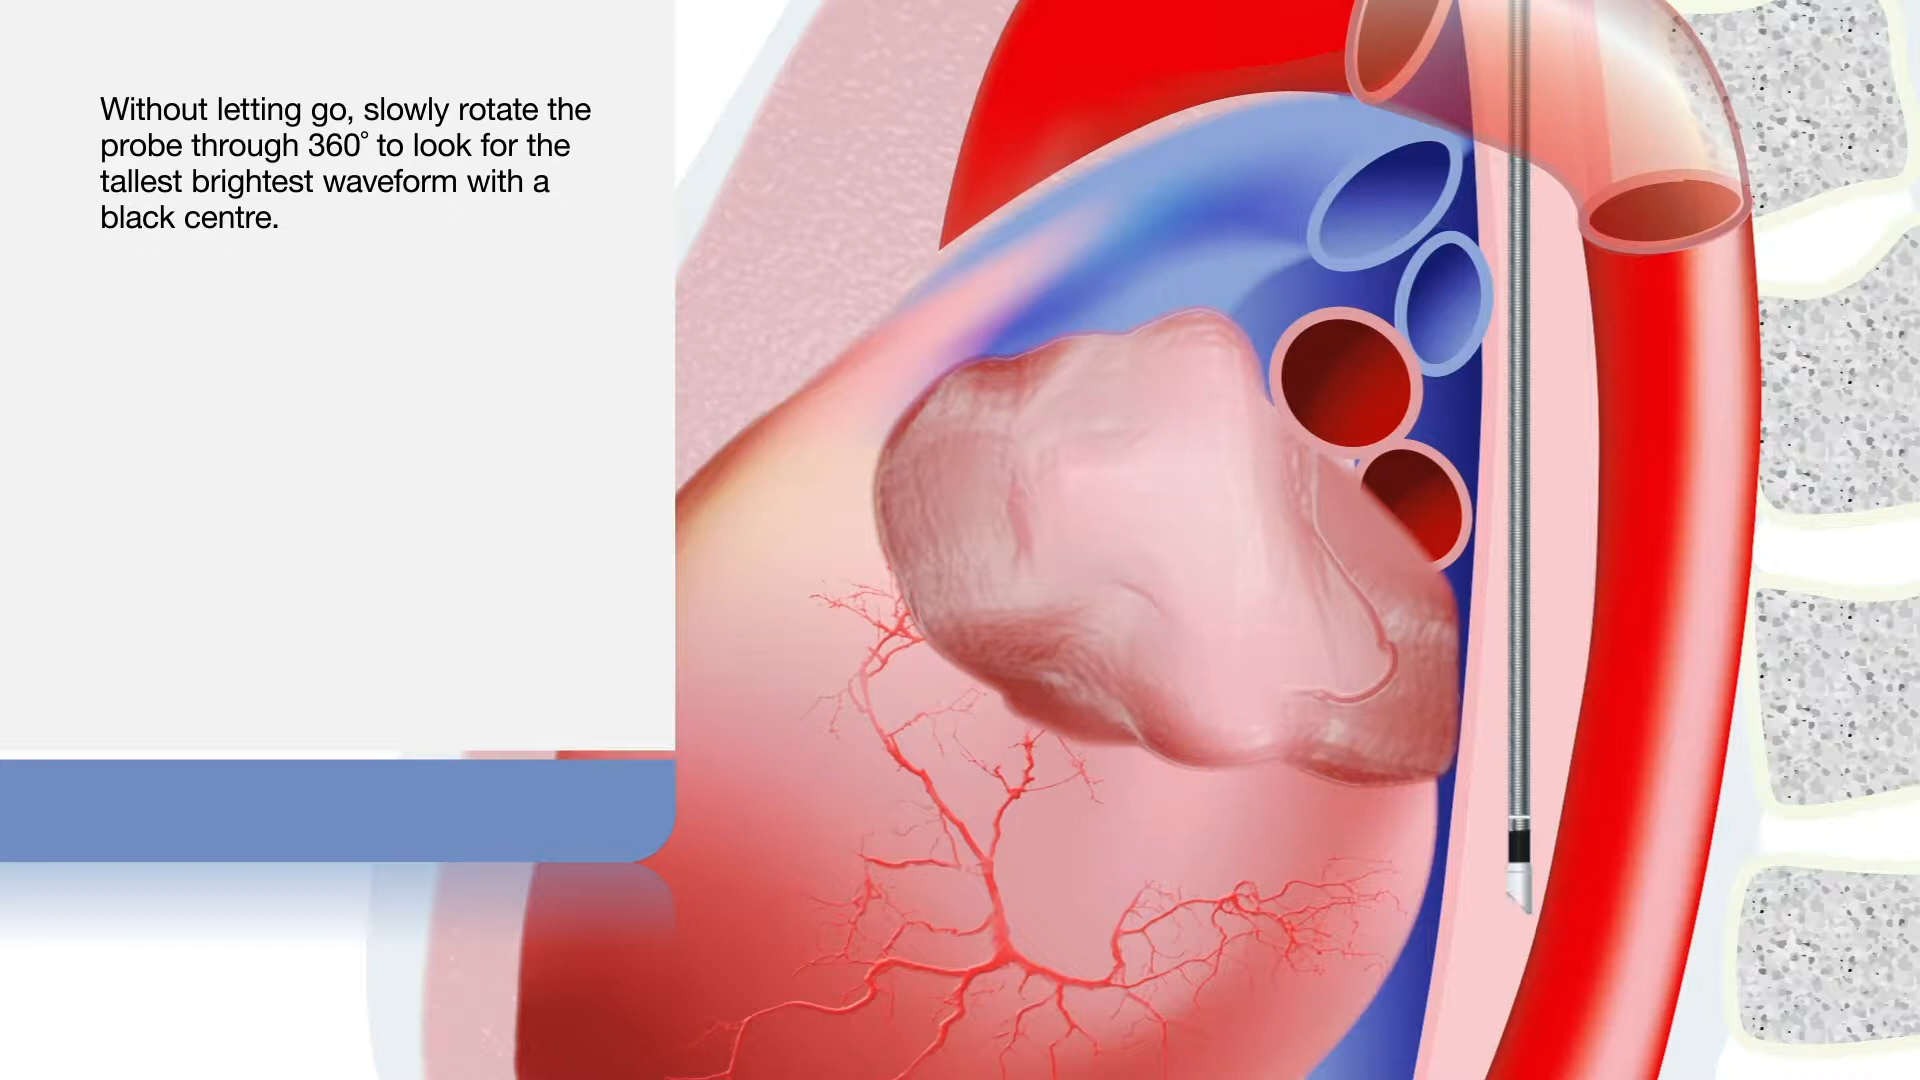 Without letting go, slowly rotate the
probe through 360˚ to look for the
tallest brightest waveform with a
black centre.